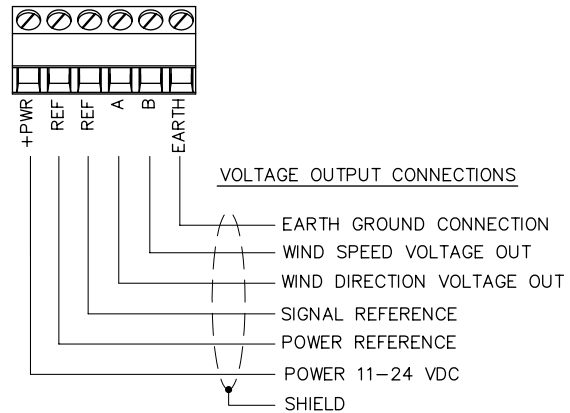 +PWR
REF
REF
A
B
EARTH
VOLTAGE OUTPUT CONNECTIONS
EARTH GROUND CONNECTION
WIND SPEED VOLTAGE OUT
WIND DIRECTION VOLTAGE OUT
SIGNAL REFERENCE
POWER REFERENCE
POWER 11–24 VDC
SHIELD